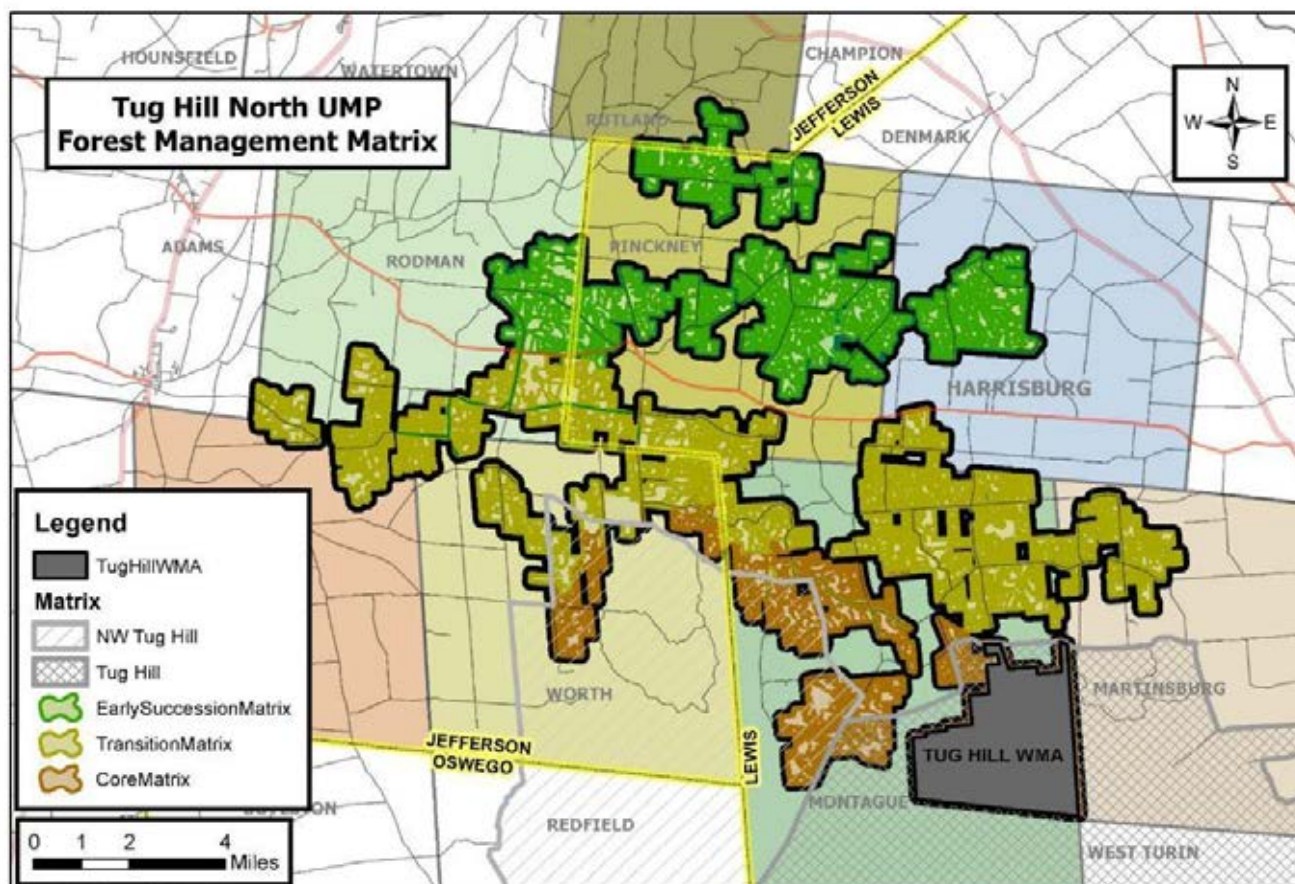 HOUNSFIELD
WATERTOWN
CHAMPION
Tug Hill North UMP
Forest Management Matrix
RUTLAND
JEFFERSON
LEWIS
DENMARK
N
W E
S
ADAMS
RODMAN
PINCKNEY
HARRISBURG
Legend
TugHillWMA
Matrix
NW Tug Hill
Tug Hill
EarlySuccessionMatrix
TransitionMatrix
CoreMatrix
WORTH
MARTINSBURG
JEFFERSON
OSWEGO
LEWIS
TUG HILL WMA
MONTAGUE
REDFIELD
WEST TURIN
0 1 2 4
Miles